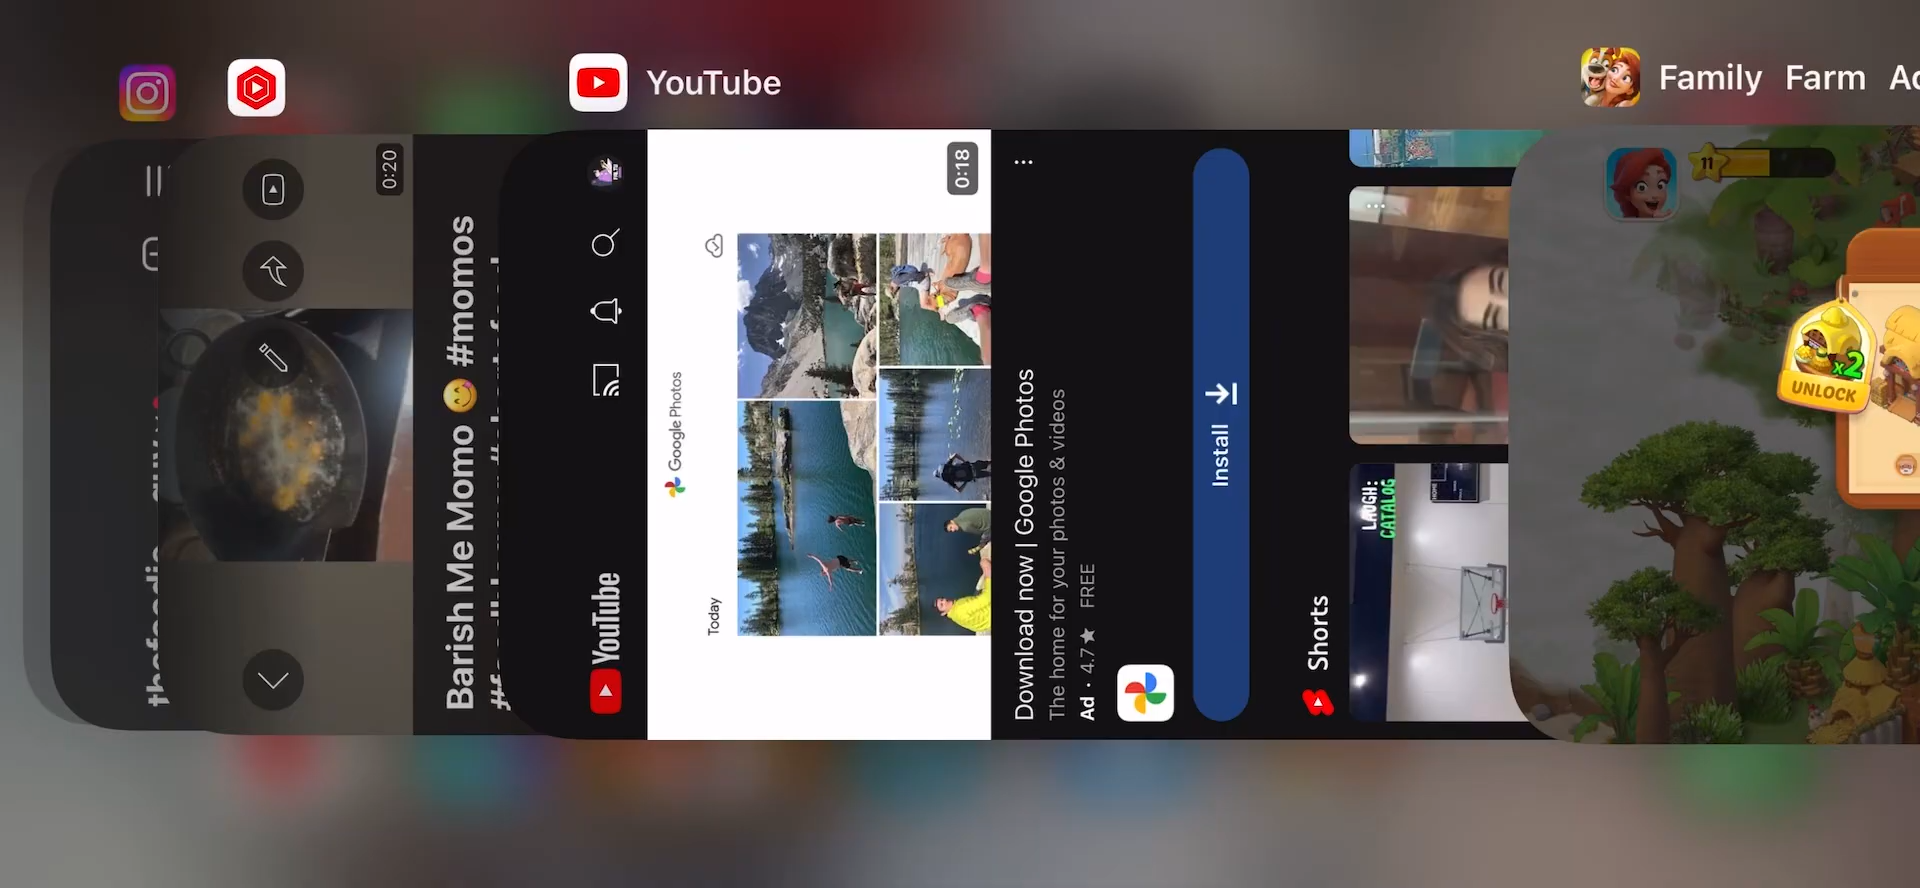 YouTube
Family Farm Ad
0:20
Barish Me Momo 😋 #momos
YouTube
0:18
Google Photos
Today
Download now | Google Photos
The home for your photos & videos
Ad · 4.7★ FREE
Install
Shorts
LAUGH:
CATALOG
11
x2
UNLOCK